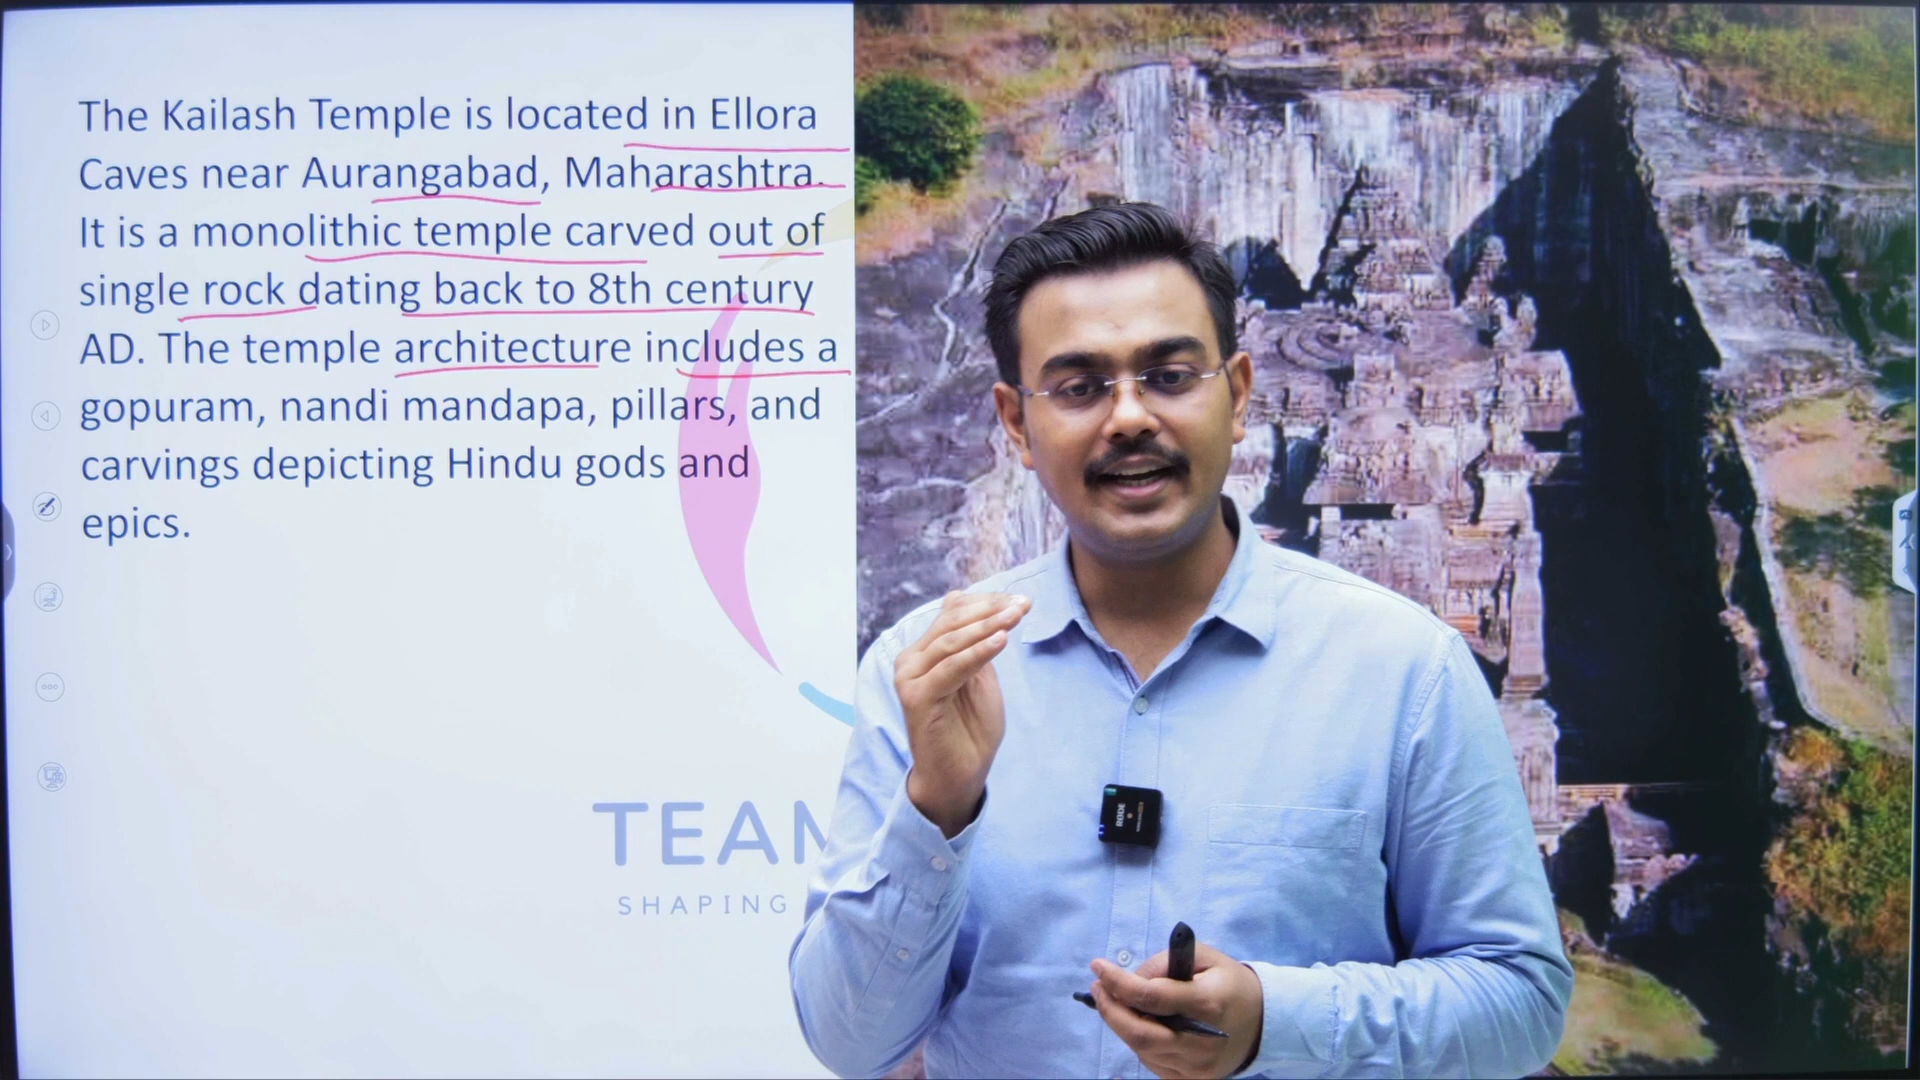 The Kailash Temple is located in Ellora
Caves near Aurangabad, Maharashtra.
It is a monolithic temple carved out of
single rock dating back to 8th century
AD. The temple architecture includes a
gopuram, nandi mandapa, pillars, and
carvings depicting Hindu gods and
epics.
TEAM
SHAPING
RODE